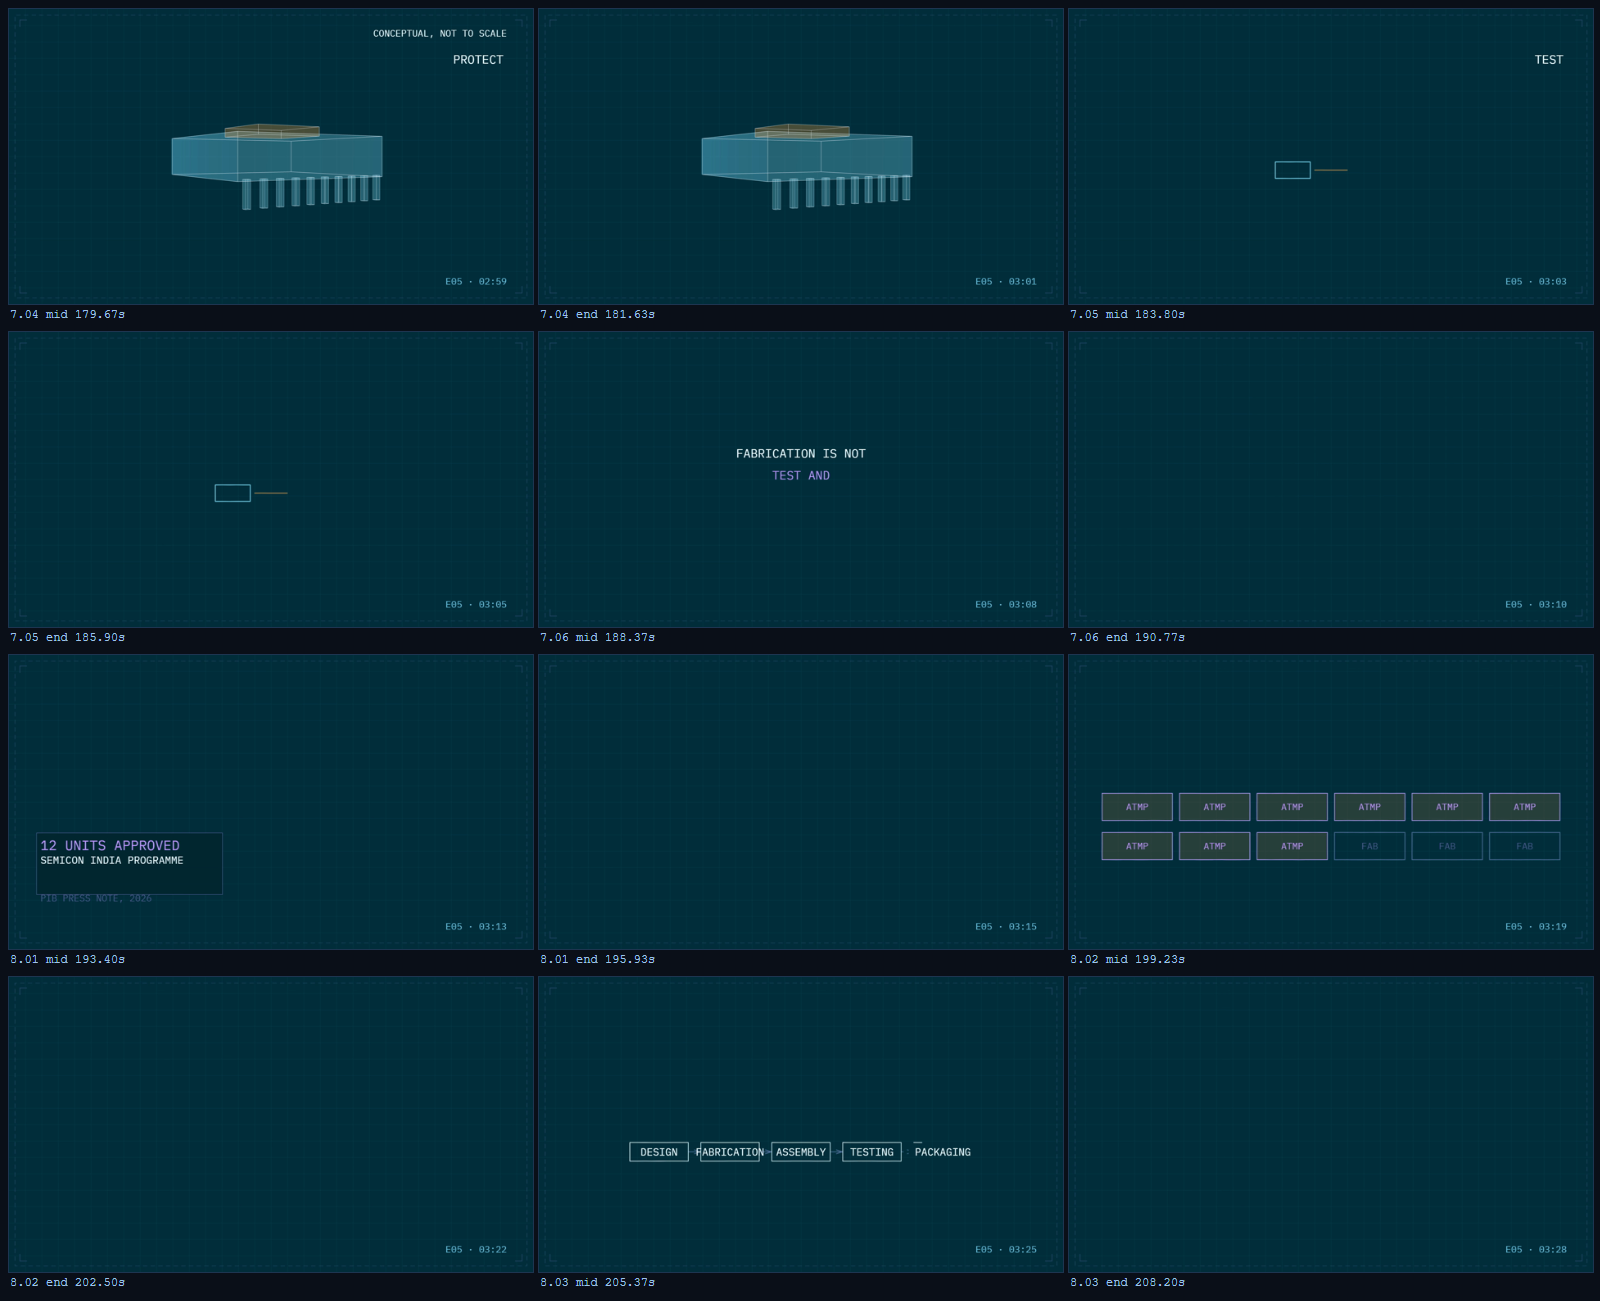 CONCEPTUAL, NOT TO SCALE
PROTECT
E05 · 02:59
7.04 mid 179.67s
E05 · 03:01
7.04 end 181.63s
TEST
E05 · 03:03
7.05 mid 183.80s
E05 · 03:05
7.05 end 185.90s
FABRICATION IS NOT
TEST AND
E05 · 03:08
7.06 mid 188.37s
E05 · 03:10
7.06 end 190.77s
12 UNITS APPROVED
SEMICON INDIA PROGRAMME
PIB PRESS NOTE, 2026
E05 · 03:13
8.01 mid 193.40s
E05 · 03:15
8.01 end 195.93s
ATMP ATMP ATMP ATMP ATMP ATMP
ATMP ATMP ATMP FAB FAB FAB
E05 · 03:19
8.02 mid 199.23s
E05 · 03:22
8.02 end 202.50s
DESIGN FABRICATION ASSEMBLY TESTING PACKAGING
E05 · 03:25
8.03 mid 205.37s
E05 · 03:28
8.03 end 208.20s